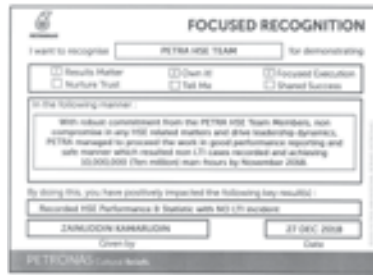 FOCUSED RECOGNITION
I want to recognise PETRA HSE TEAM for demonstrating
Results Matter Own it! Focused Execution
Nurture Trust Tell Me Shared Success
In the following manner :
With robust commitment from the PETRA HSE Team Members, non
compromise in any HSE related matters and drive leadership dynamics,
PETRA managed to proceed the work in good performance reporting and
safe manner which resulted non LTI cases recorded and achieving
10,000,000 (Ten million) man-hours by November 2018.
By doing this, you have positively impacted the following key result(s) :
Recorded HSE Performance & Statistic with NO LTI incident
ZAINUDDIN KAMARUDIN 27 DEC 2018
Given by Date
PETRONAS Cultural Beliefs